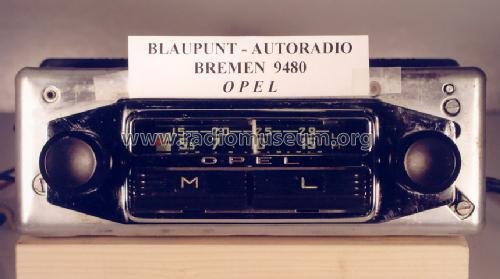 BLAUPUNT - AUTORADIO
BREMEN 9480
OPEL
www.radiomuseum.org
OPEL
M L